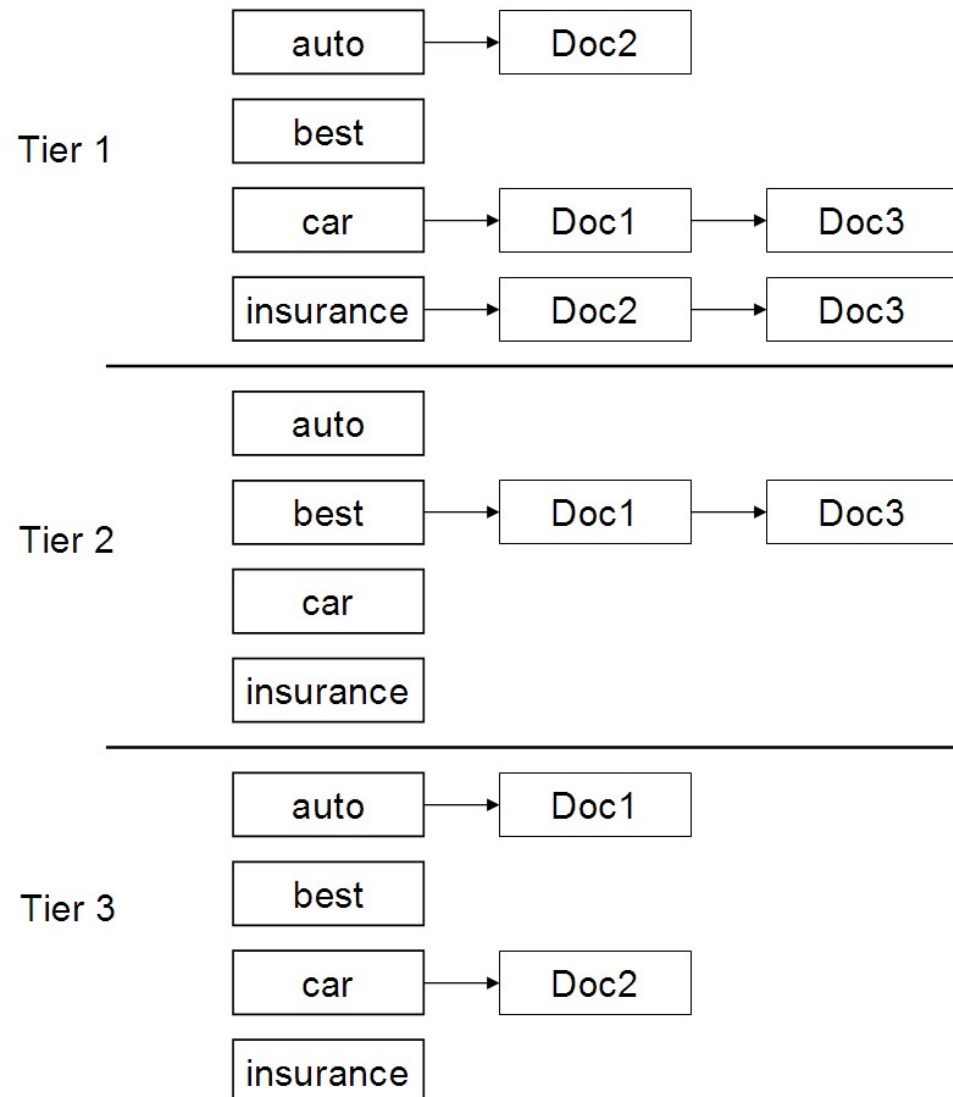 auto Doc2
Tier 1
best
car Doc1 Doc3
insurance Doc2 Doc3
auto
best Doc1 Doc3
Tier 2
car
insurance
auto Doc1
best
Tier 3
car Doc2
insurance